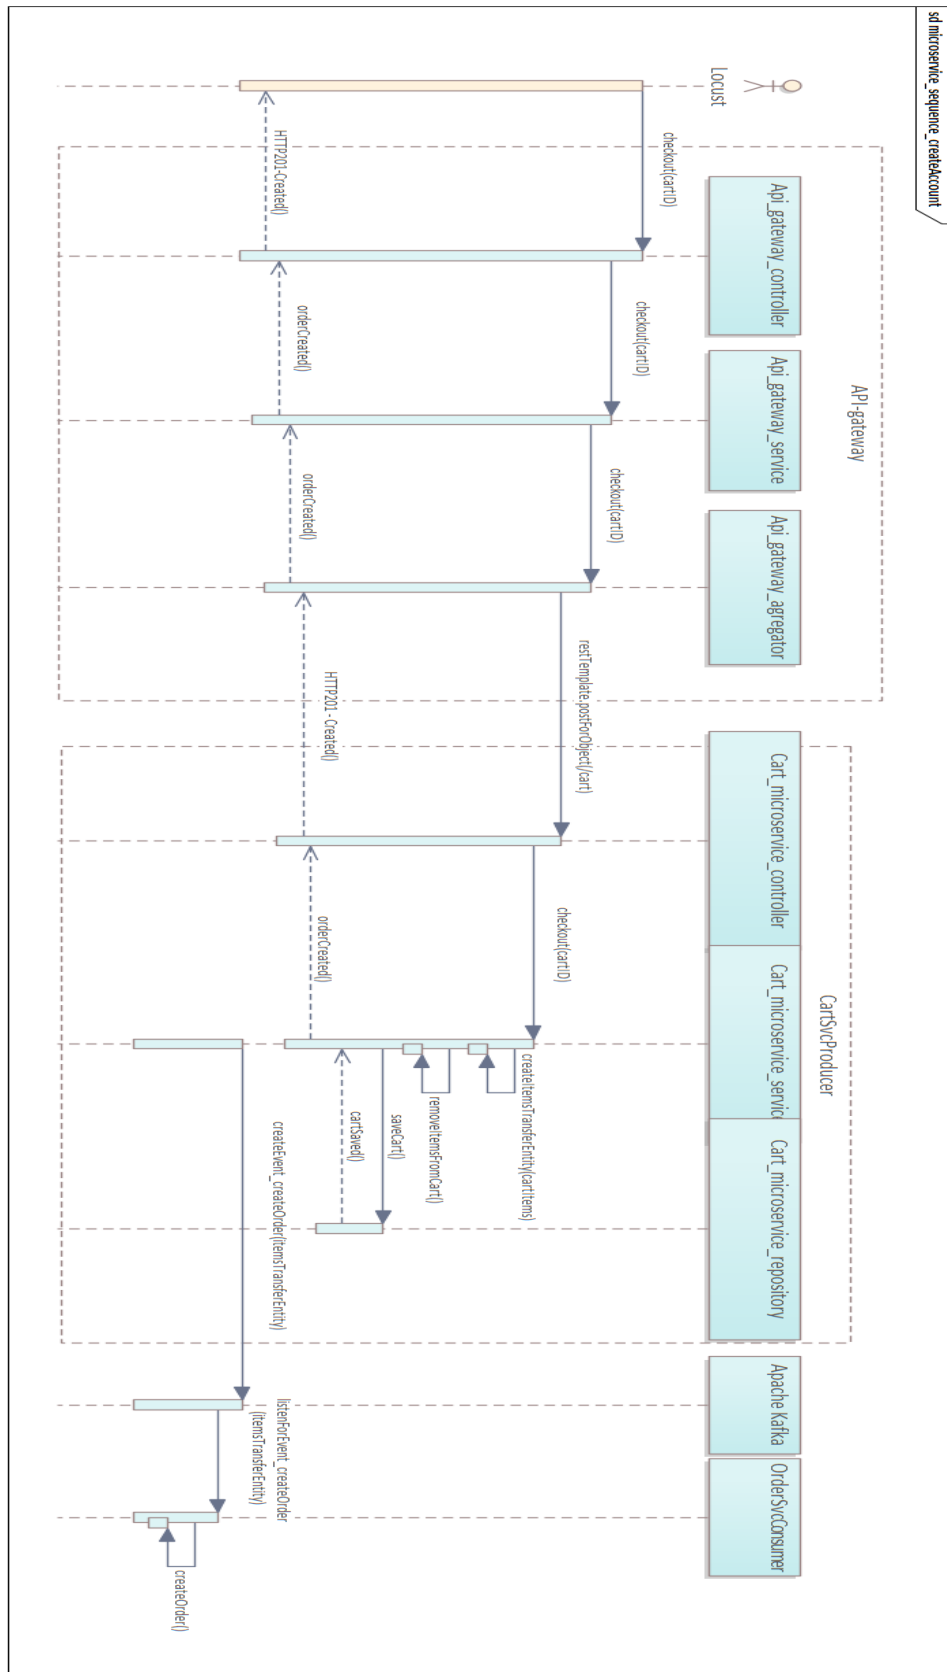 sd microservice_sequence_createAccount
API-gateway
CartSvcProducer
Locust
Api_gateway_controller
Api_gateway_service
Api_gateway_agregator
Cart_microservice_controller
Cart_microservice_service
Cart_microservice_repository
Apache Kafka
OrderSvcConsumer
checkout(cartID)
checkout(cartID)
checkout(cartID)
restTemplate.postForObject(/cart)
checkout(cartID)
createItemsTransferEntity(cartItems)
removeItemsFromCart()
saveCart()
cartSaved()
orderCreated()
HTTP201 - Created()
orderCreated()
orderCreated()
HTTP201-Created()
createEvent_createOrder(itemsTransferEntity)
listenForEvent_createOrder
(itemsTransferEntity)
createOrder()